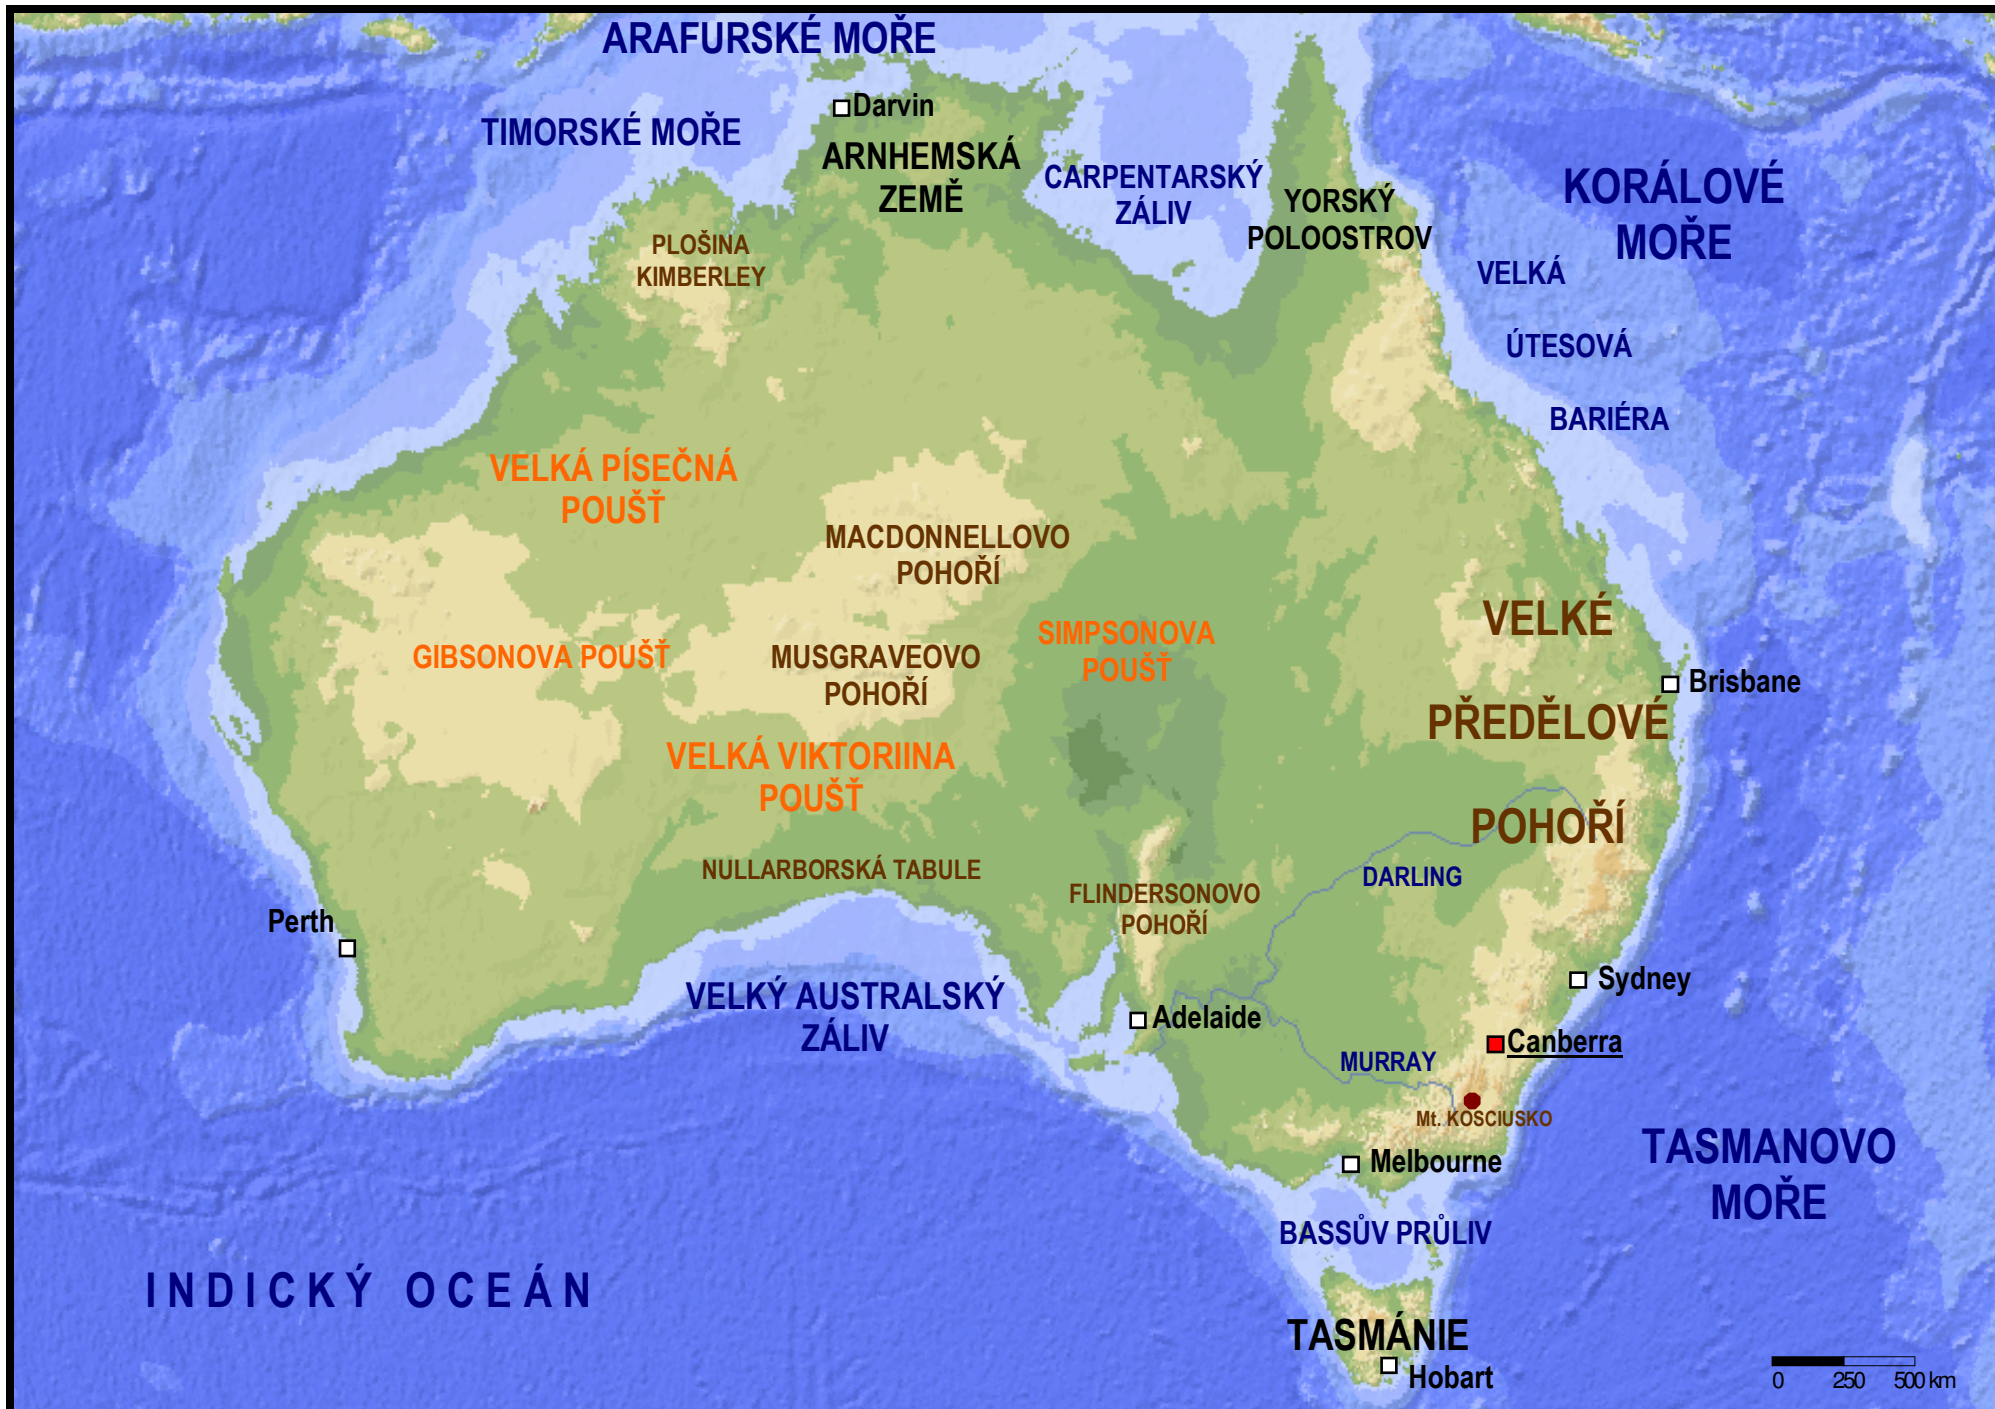 ARAFURSKÉ MOŘE
Darvin
TIMORSKÉ MOŘE
ARNHEMSKÁ
ZEMĚ
CARPENTARSKÝ
ZÁLIV
YORSKÝ
POLOOSTROV
KORÁLOVÉ
MOŘE
PLOŠINA
KIMBERLEY
VELKÁ
ÚTESOVÁ
BARIÉRA
VELKÁ PÍSEČNÁ
POUŠŤ
MACDONNELLOVO
POHOŘÍ
GIBSONOVA POUŠŤ
MUSGRAVEOVO
POHOŘÍ
SIMPSONOVA
POUŠŤ
VELKÉ
PŘEDĚLOVÉ
POHOŘÍ
Brisbane
VELKÁ VIKTORIINA
POUŠŤ
NULLARBORSKÁ TABULE
FLINDERSONOVO
POHOŘÍ
DARLING
Perth
VELKÝ AUSTRALSKÝ
ZÁLIV
Adelaide
Sydney
Canberra
MURRAY
Mt. KOSCIUSKO
Melbourne
TASMANOVO
MOŘE
BASSŮV PRŮLIV
INDICKÝ OCEÁN
TASMÁNIE
Hobart
0 250 500 km